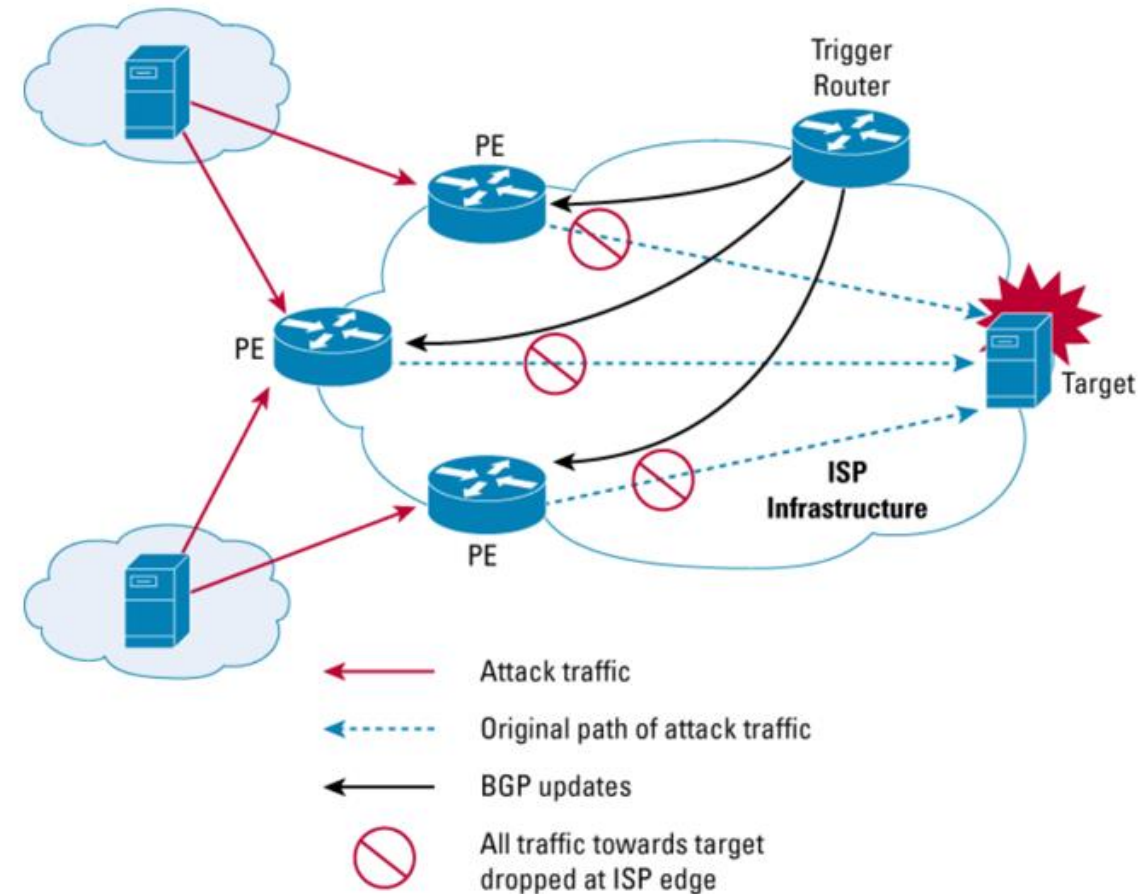 Trigger
Router
PE
PE
Target
ISP
Infrastructure
PE
Attack traffic
Original path of attack traffic
BGP updates
All traffic towards target
dropped at ISP edge